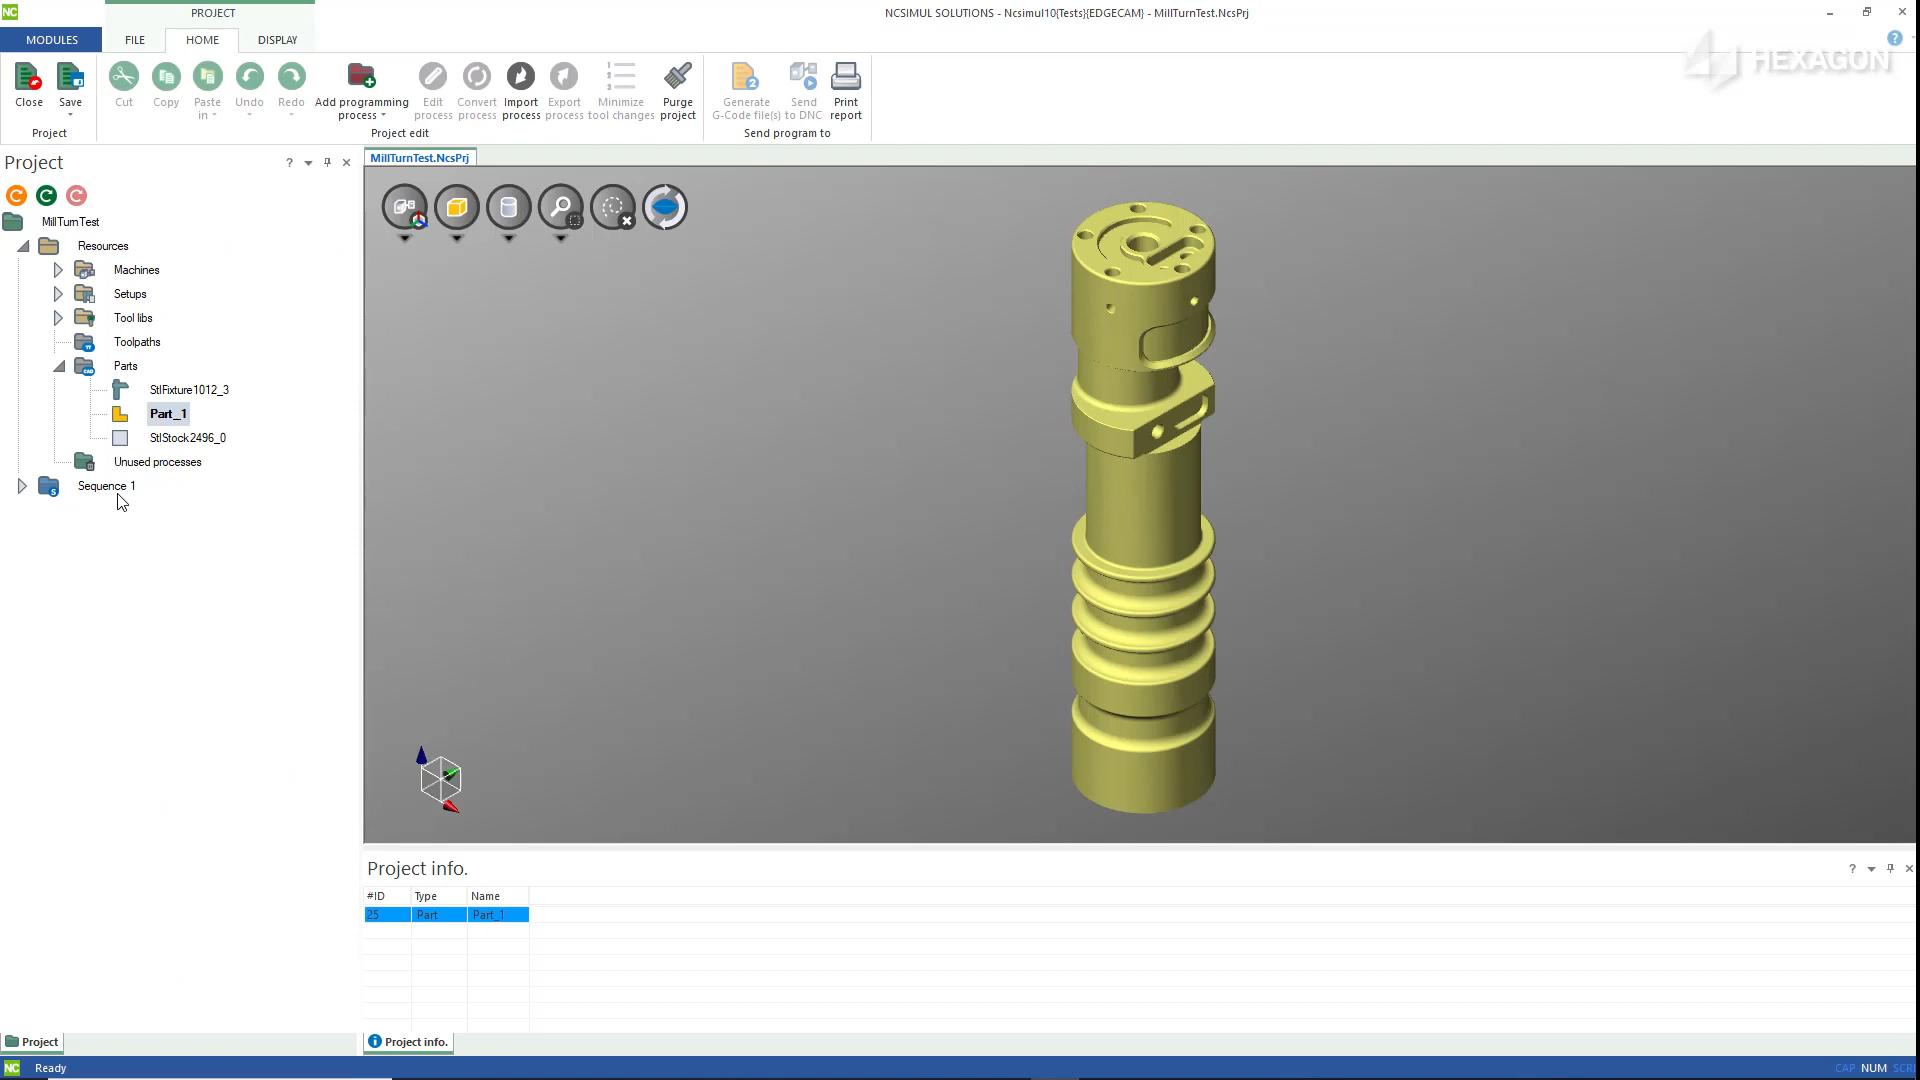 NC
PROJECT
NCSIMUL SOLUTIONS - Ncsimul10{Tests}{EDGECAM} - MillTurnTest.NcsPrj
MODULES
FILE
HOME
DISPLAY
?
HEXAGON
Close
Save
Project
Cut
Copy
Paste in
Undo
Redo
Add programming process
Edit process
Convert process
Import process
Export process
Minimize tool changes
Purge project
Project edit
Generate G-Code file(s)
Send to DNC
Print report
Send program to
Project
?
MillTurnTest
Resources
Machines
Setups
Tool libs
Toolpaths
Parts
StlFixture1012_3
Part_1
StlStock2496_0
Unused processes
Sequence 1
MillTurnTest.NcsPrj
Project info.
?
#ID Type Name
25 Part Part_1
Project
Project info.
NC
Ready
CAP NUM SCR